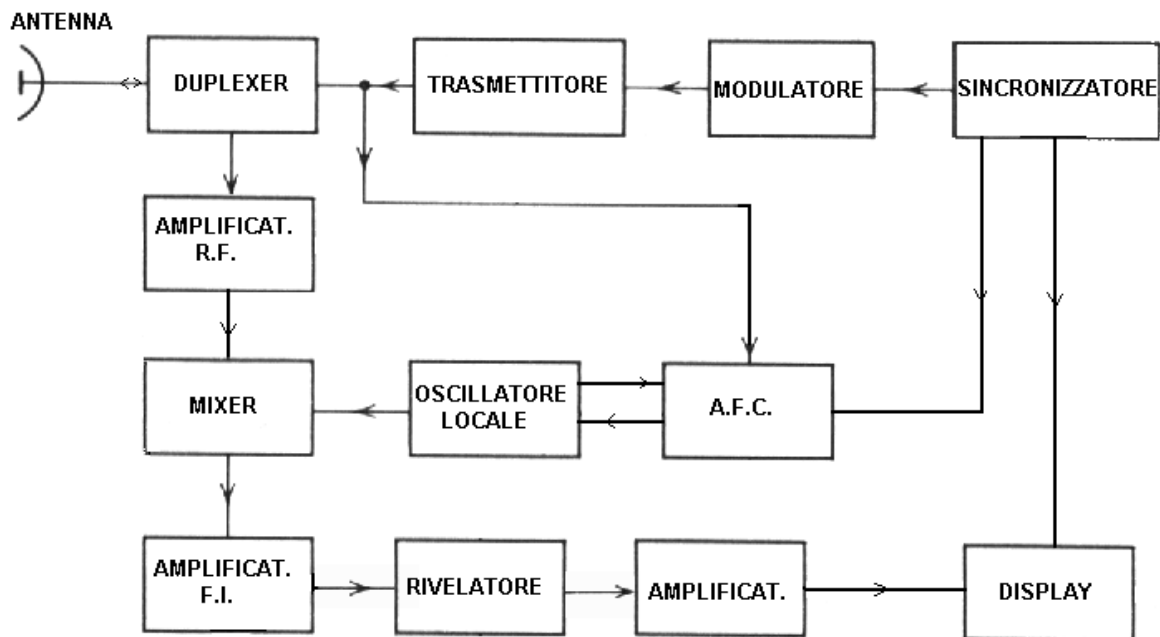 ANTENNA
DUPLEXER
TRASMETTITORE
MODULATORE
SINCRONIZZATORE
AMPLIFICAT.
R.F.
MIXER
OSCILLATORE
LOCALE
A.F.C.
AMPLIFICAT.
F.I.
RIVELATORE
AMPLIFICAT.
DISPLAY